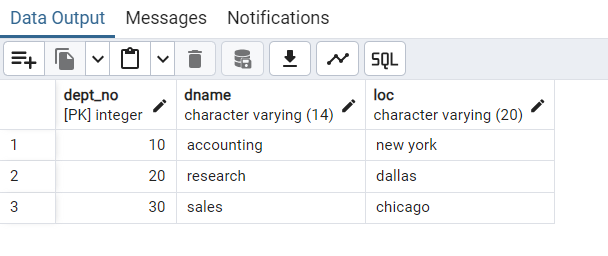 Data Output Messages Notifications
SQL
dept_no dname loc
[PK] integer character varying (14) character varying (20)
1 10 accounting new york
2 20 research dallas
3 30 sales chicago